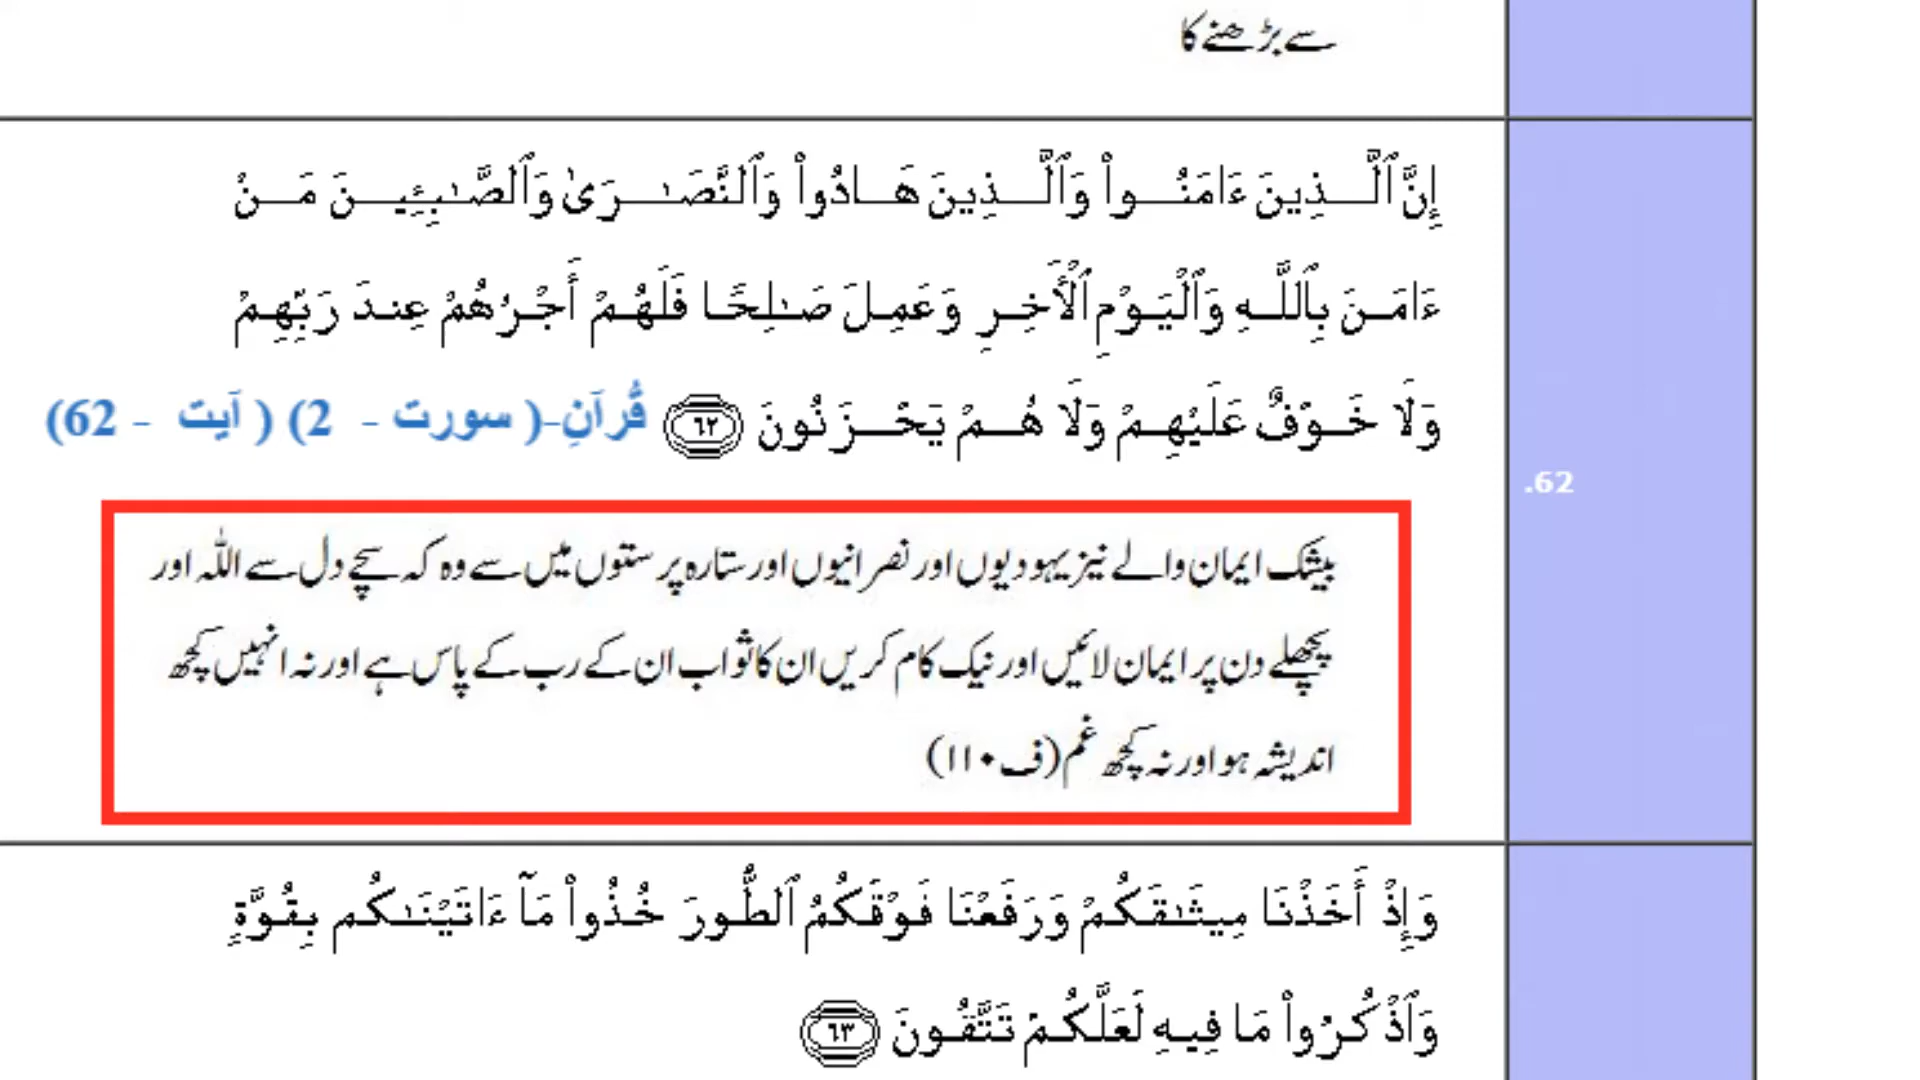 سے بڑھنے کا
إِنَّ ٱلَّذِينَ ءَامَنُواْ وَٱلَّذِينَ هَادُواْ وَٱلنَّصَـٰرَىٰ وَٱلصَّـٰبِـِٔينَ مَنْ
ءَامَنَ بِٱللَّهِ وَٱلْيَوْمِ ٱلْأَخِرِ وَعَمِلَ صَـٰلِحًا فَلَهُمْ أَجْرُهُمْ عِندَ رَبِّهِمْ
وَلَا خَوْفٌ عَلَيْهِمْ وَلَا هُمْ يَحْزَنُونَ ٦٢ قُرآنِ-( سورت - 2) ( آیت - 62)
.62
بیشک ایمان والے نیز یہودیوں اور نصرانیوں اور ستارہ پرستوں میں سے وہ کہ سچے دل سے اللّٰہ اور
پچھلے دن پر ایمان لائیں اور نیک کام کریں ان کا ثواب ان کے رب کے پاس ہے اور نہ انہیں کچھ
اندیشہ ہو اور نہ کچھ غم (ف۱۱۰)
وَإِذْ أَخَذْنَا مِيثَـٰقَكُمْ وَرَفَعْنَا فَوْقَكُمُ ٱلطُّورَ خُذُواْ مَآ ءَاتَيْنَـٰكُم بِقُوَّةٍ
وَٱذْكُرُواْ مَا فِيهِ لَعَلَّكُمْ تَتَّقُونَ ٦٣